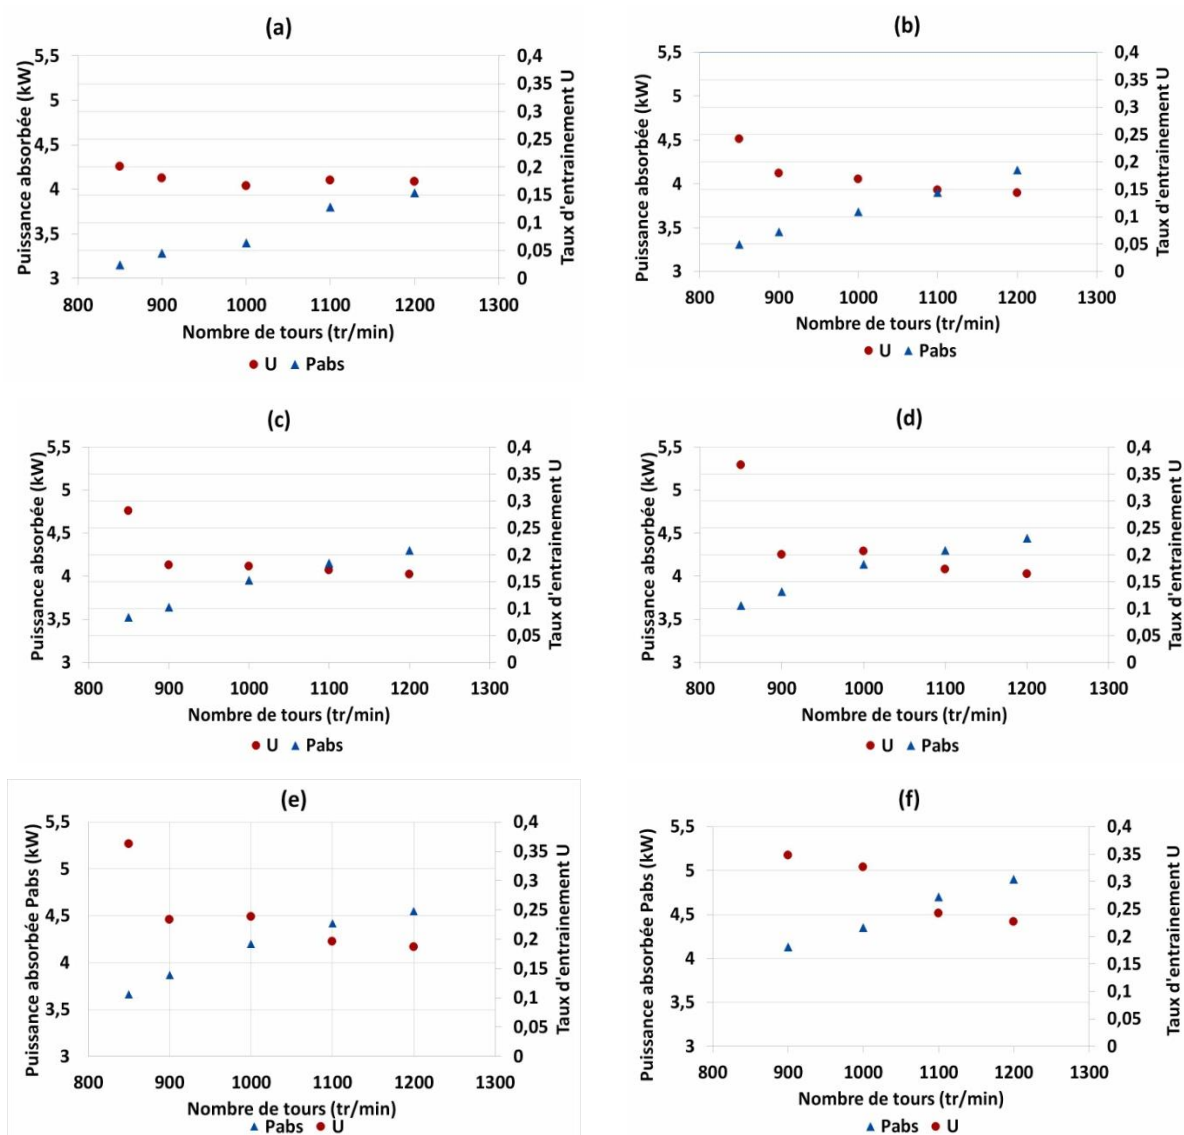 (a)
Puissance absorbée (kW)
5,5
5
4,5
4
3,5
3
0,4
0,35
0,3
0,25
0,2
0,15
0,1
0,05
0
Taux d'entrainement U
800 900 1000 1100 1200 1300
Nombre de tours (tr/min)
U Pabs
(b)
Puissance absorbée (kW)
5,5
5
4,5
4
3,5
3
0,4
0,35
0,3
0,25
0,2
0,15
0,1
0,05
0
Taux d'entrainement U
800 900 1000 1100 1200 1300
Nombre de tours (tr/min)
U Pabs
(c)
Puissance absorbée (kW)
5,5
5
4,5
4
3,5
3
0,4
0,35
0,3
0,25
0,2
0,15
0,1
0,05
0
Taux d'entrainement U
800 900 1000 1100 1200 1300
Nombre de tours (tr/min)
U Pabs
(d)
Puissance absorbée (kW)
5,5
5
4,5
4
3,5
3
0,4
0,35
0,3
0,25
0,2
0,15
0,1
0,05
0
Taux d'entrainement U
800 900 1000 1100 1200 1300
Nombre de tours (tr/min)
U Pabs
(e)
Puissance absorbée Pabs (kW)
5,5
5
4,5
4
3,5
3
0,4
0,35
0,3
0,25
0,2
0,15
0,1
0,05
0
Taux d'entrainement U
800 900 1000 1100 1200 1300
Nombre de tours (tr/min)
Pabs U
(f)
Puissance absorbée Pabs (kW)
5,5
5
4,5
4
3,5
3
0,4
0,35
0,3
0,25
0,2
0,15
0,1
0,05
0
Taux d'entrainement U
800 900 1000 1100 1200 1300
Nombre de tours (tr/min)
Pabs U